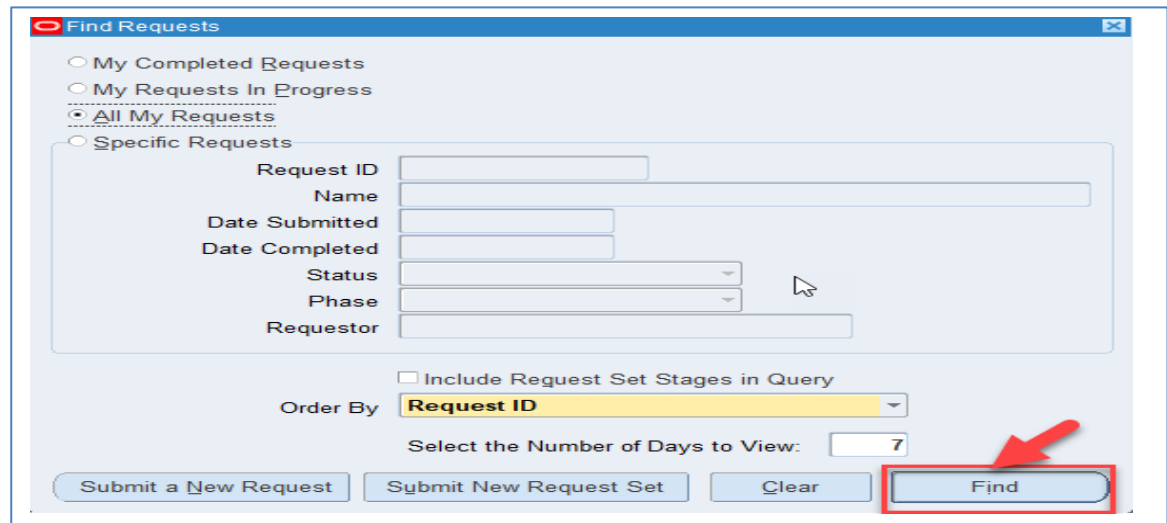 Find Requests
My Completed Requests
My Requests In Progress
All My Requests
Specific Requests
Request ID
Name
Date Submitted
Date Completed
Status
Phase
Requestor
Include Request Set Stages in Query
Order By Request ID
Select the Number of Days to View: 7
Submit a New Request Submit New Request Set Clear Find